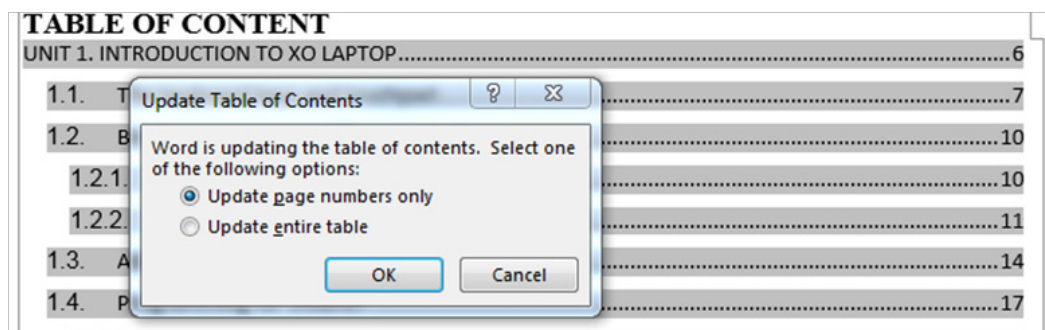 TABLE OF CONTENT
UNIT 1. INTRODUCTION TO XO LAPTOP.....................6
1.1. T .....................7
Update Table of Contents
1.2. B .....................10
Word is updating the table of contents. Select one
of the following options:
1.2.1. .....................10
Update page numbers only
1.2.2. .....................11
Update entire table
1.3. A .....................14
OK Cancel
1.4. P .....................17